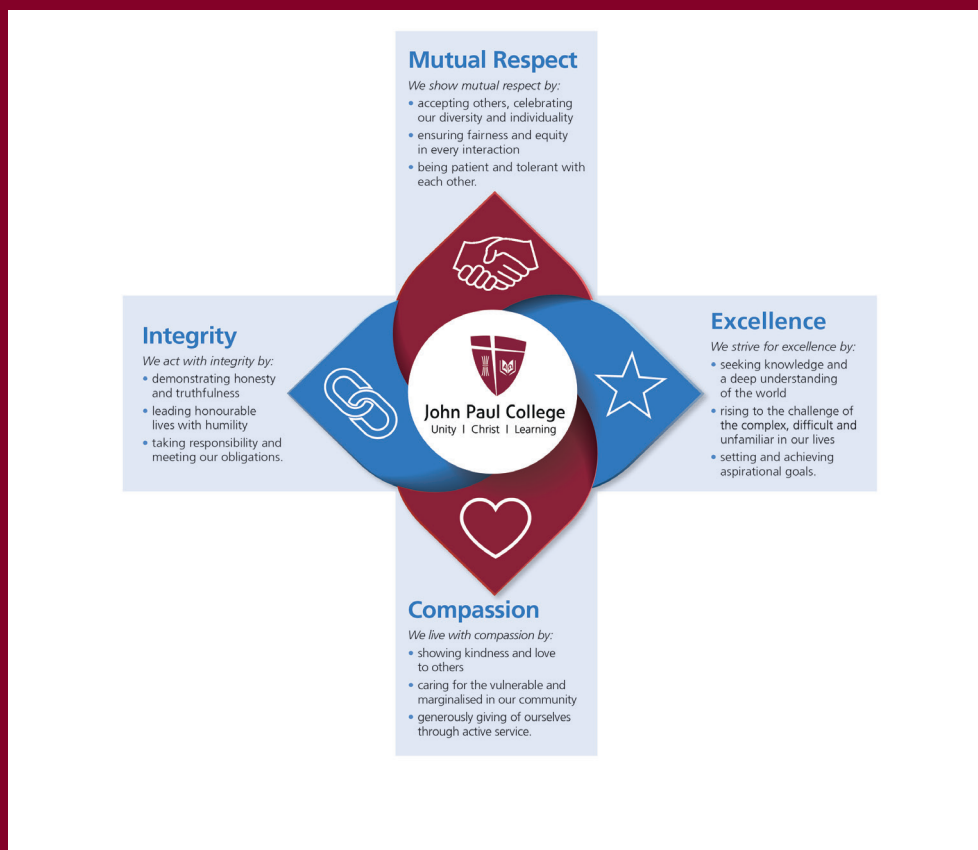 Mutual Respect
We show mutual respect by:
• accepting others, celebrating
our diversity and individuality
• ensuring fairness and equity
in every interaction
• being patient and tolerant with
each other.
Integrity
We act with integrity by:
• demonstrating honesty
and truthfulness
• leading honourable
lives with humility
• taking responsibility and
meeting our obligations.
John Paul College
Unity | Christ | Learning
Excellence
We strive for excellence by:
• seeking knowledge and
a deep understanding
of the world
• rising to the challenge of
the complex, difficult and
unfamiliar in our lives
• setting and achieving
aspirational goals.
Compassion
We live with compassion by:
• showing kindness and love
to others
• caring for the vulnerable and
marginalised in our community
• generously giving of ourselves
through active service.